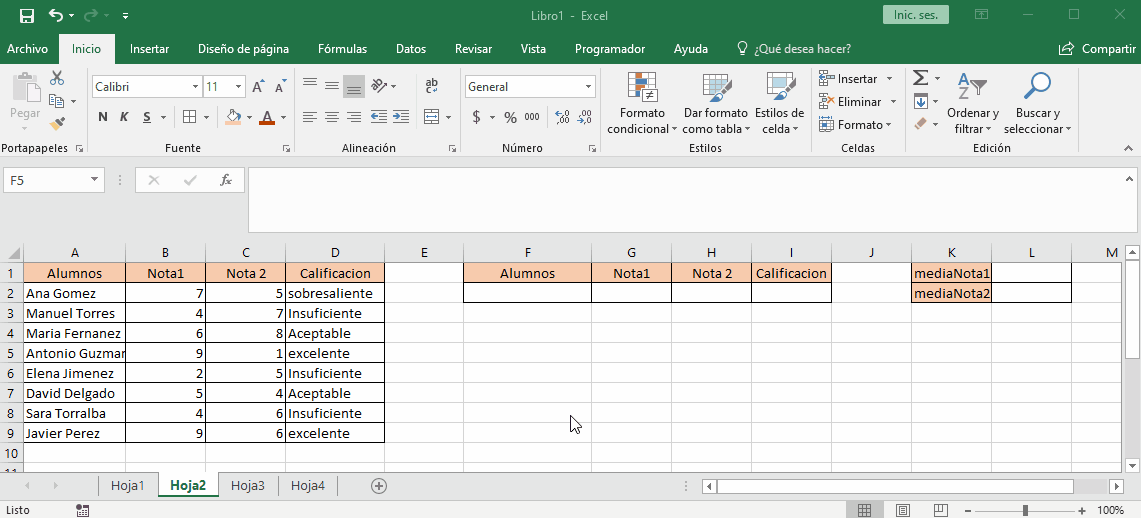 Libro1 - Excel
Inic. ses.
Archivo Inicio Insertar Diseño de página Fórmulas Datos Revisar Vista Programador Ayuda ¿Qué desea hacer? Compartir
Pegar
Portapapeles
Calibri 11
N K S
Fuente
ab
Alineación
General
$ % 000
Número
Formato condicional
Dar formato como tabla
Estilos de celda
Estilos
Insertar
Eliminar
Formato
Celdas
Ordenar y filtrar
Buscar y seleccionar
Edición
F5 fx
A B C D E F G H I J K L M
1 Alumnos Nota1 Nota 2 Calificacion Alumnos Nota1 Nota 2 Calificacion mediaNota1
2 Ana Gomez 7 5 sobresaliente mediaNota2
3 Manuel Torres 4 7 Insuficiente
4 Maria Fernanez 6 8 Aceptable
5 Antonio Guzmar 9 1 excelente
6 Elena Jimenez 2 5 Insuficiente
7 David Delgado 5 4 Aceptable
8 Sara Torralba 4 6 Insuficiente
9 Javier Perez 9 6 excelente
10
11
Hoja1 Hoja2 Hoja3 Hoja4
Listo 100%